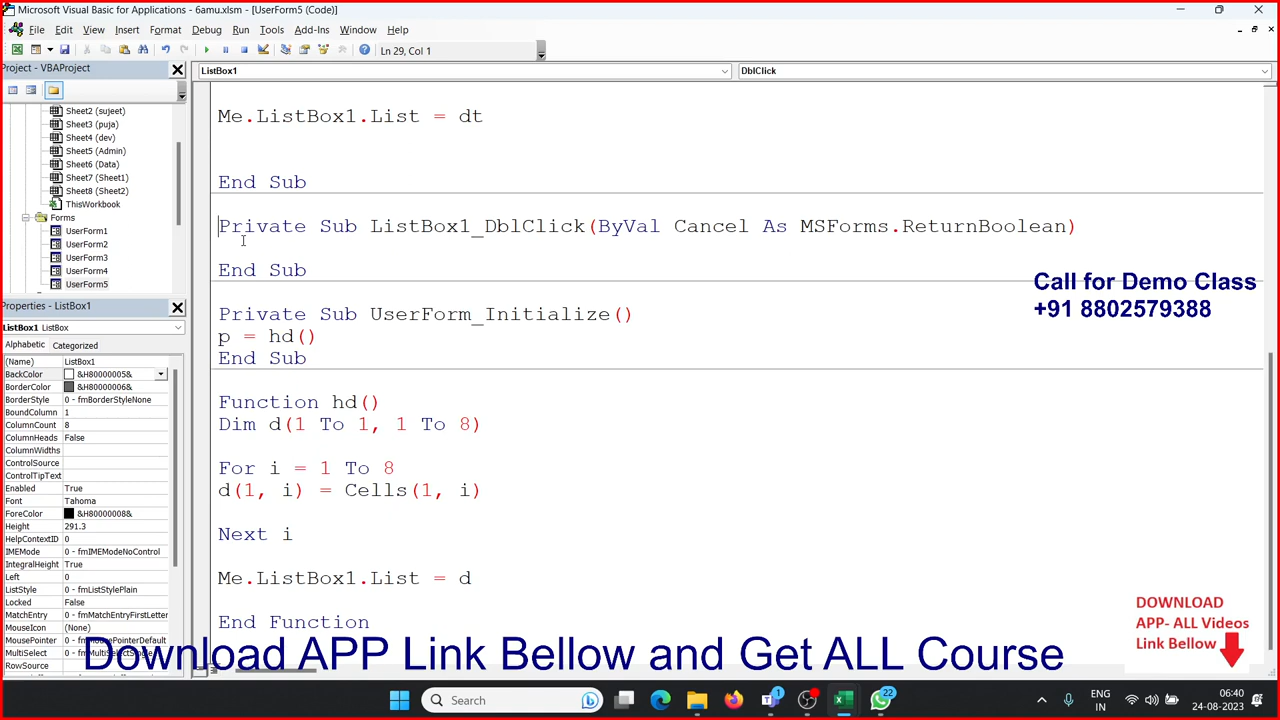 Microsoft Visual Basic for Applications - 6amu.xlsm - [UserForm5 (Code)]
File Edit View Insert Format Debug Run Tools Add-Ins Window Help
Ln 29, Col 1
Project - VBAProject
ListBox1
DblClick
Sheet2 (sujeet)
Sheet3 (puja)
Sheet4 (dev)
Sheet5 (Admin)
Sheet6 (Data)
Sheet7 (Sheet1)
Sheet8 (Sheet2)
ThisWorkbook
Forms
UserForm1
UserForm2
UserForm3
UserForm4
UserForm5
Properties - ListBox1
ListBox1 ListBox
Alphabetic Categorized
(Name) ListBox1
BackColor &H80000005&
BorderColor &H80000006&
BorderStyle 0 - fmBorderStyleNone
BoundColumn 1
ColumnCount 8
ColumnHeads False
ColumnWidths
ControlSource
ControlTipText
Enabled True
Font Tahoma
ForeColor &H80000008&
Height 291.3
HelpContextID 0
IMEMode 0 - fmIMEModeNoControl
IntegralHeight True
Left 0
ListStyle 0 - fmListStylePlain
Locked False
MatchEntry 0 - fmMatchEntryFirstLetter
MouseIcon (None)
MousePointer 0 - fmMousePointerDefault
MultiSelect
RowSource
Me.ListBox1.List = dt
End Sub
Private Sub ListBox1_DblClick(ByVal Cancel As MSForms.ReturnBoolean)
End Sub
Private Sub UserForm_Initialize()
p = hd()
End Sub
Function hd()
Dim d(1 To 1, 1 To 8)
For i = 1 To 8
d(1, i) = Cells(1, i)
Next i
Me.ListBox1.List = d
End Function
Call for Demo Class
+91 8802579388
DOWNLOAD
APP- ALL Videos
Link Bellow
Download APP Link Bellow and Get ALL Course
Search
1
22
ENG
IN
06:40
24-08-2023